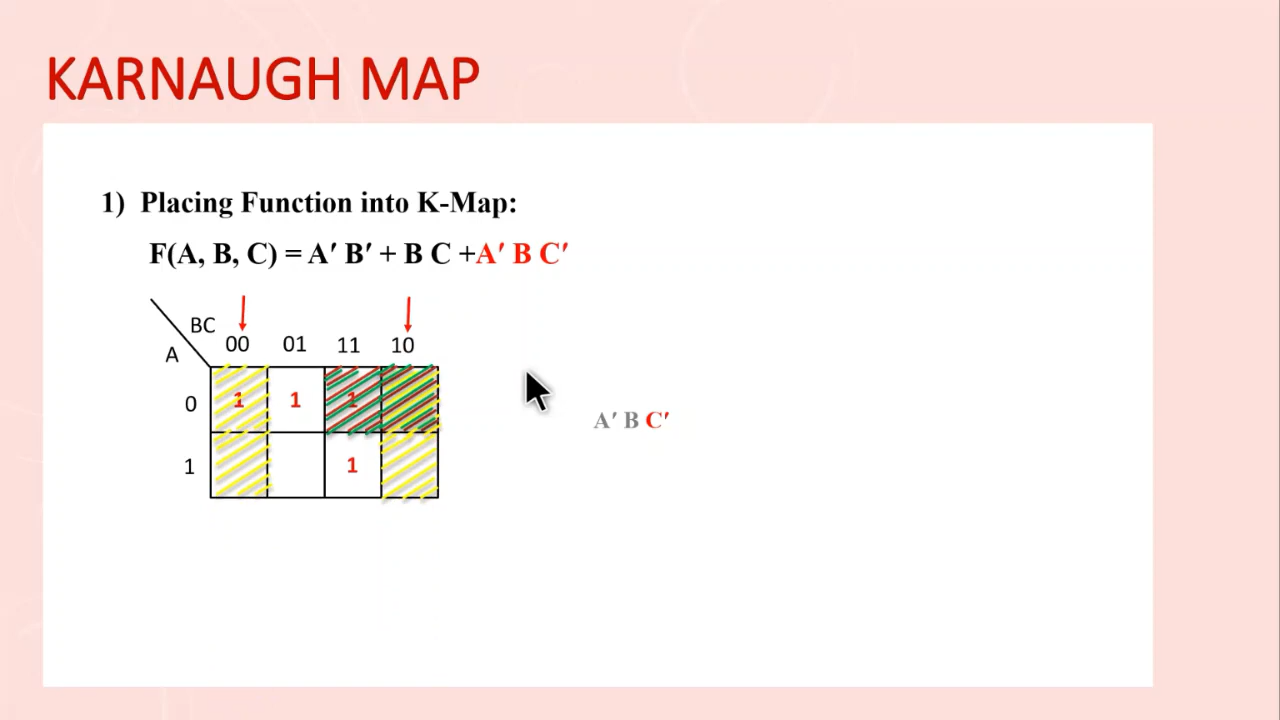 KARNAUGH MAP
1) Placing Function into K-Map:
F(A, B, C) = A′ B′ + B C +A′ B C′
BC
A
00 01 11 10
0 1 1 1
A′ B C′
1 1